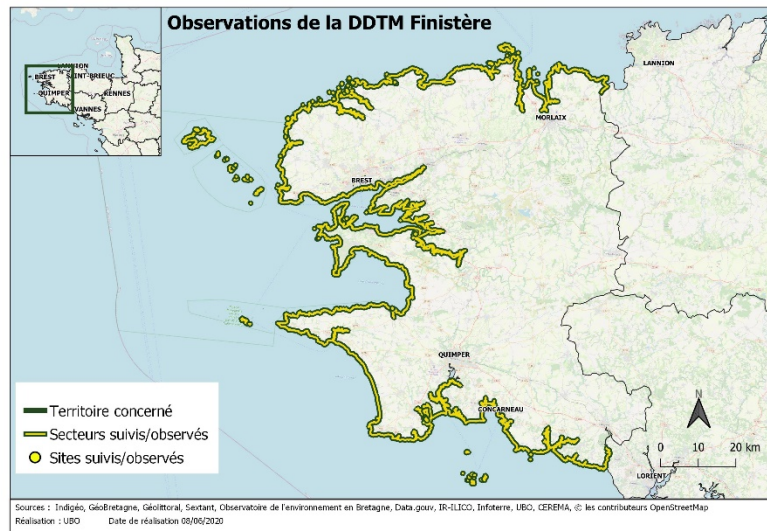 Observations de la DDTM Finistère
LANNION
BREST
SAINT-BRIEUC
QUIMPER
RENNES
VANNES
LANNION
MORLAIX
BREST
QUIMPER
CONCARNEAU
LORIENT
Territoire concerné
Secteurs suivis/observés
Sites suivis/observés
N
0 10 20 km
Sources : Indigéo, GéoBretagne, Géolittoral, Sextant, Observatoire de l'environnement en Bretagne, Data.gouv, IR-ILICO, Infoterre, UBO, CEREMA, © les contributeurs OpenStreetMap
Réalisation : UBO Date de réalisation 08/06/2020